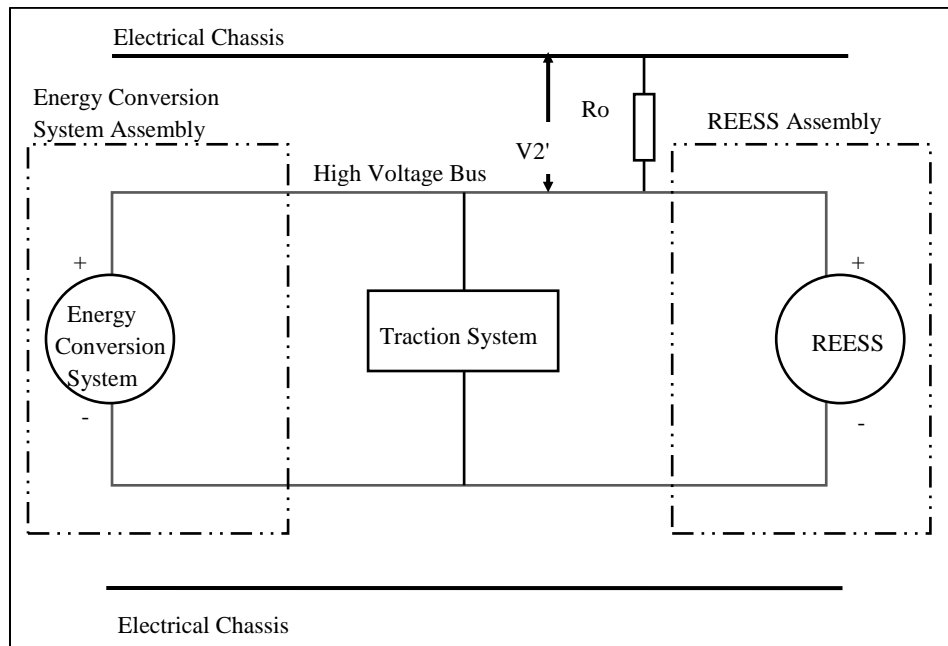 Electrical Chassis
Energy Conversion
System Assembly
Ro
REESS Assembly
V2'
High Voltage Bus
+
+
Energy
Conversion
System
Traction System
REESS
-
-
Electrical Chassis